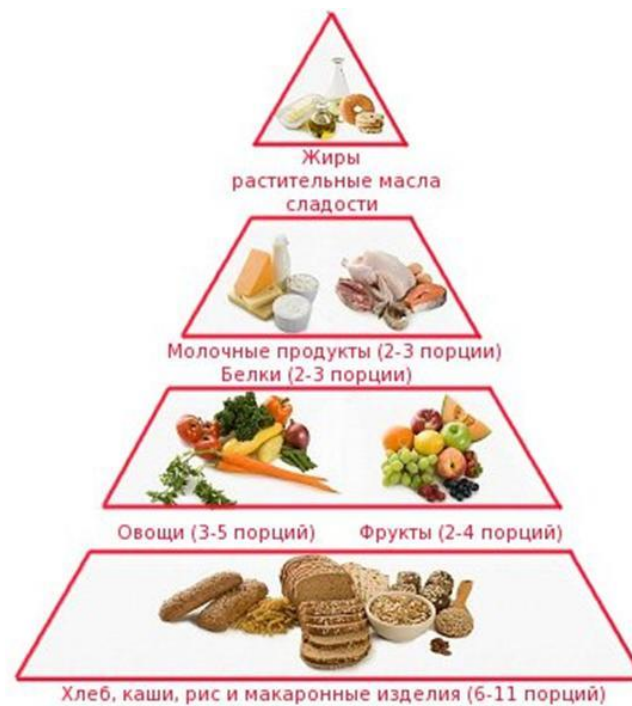 Жиры
растительные масла
сладости
Молочные продукты (2-3 порции)
Белки (2-3 порции)
Овощи (3-5 порций) Фрукты (2-4 порций)
Хлеб, каши, рис и макаронные изделия (6-11 порций)